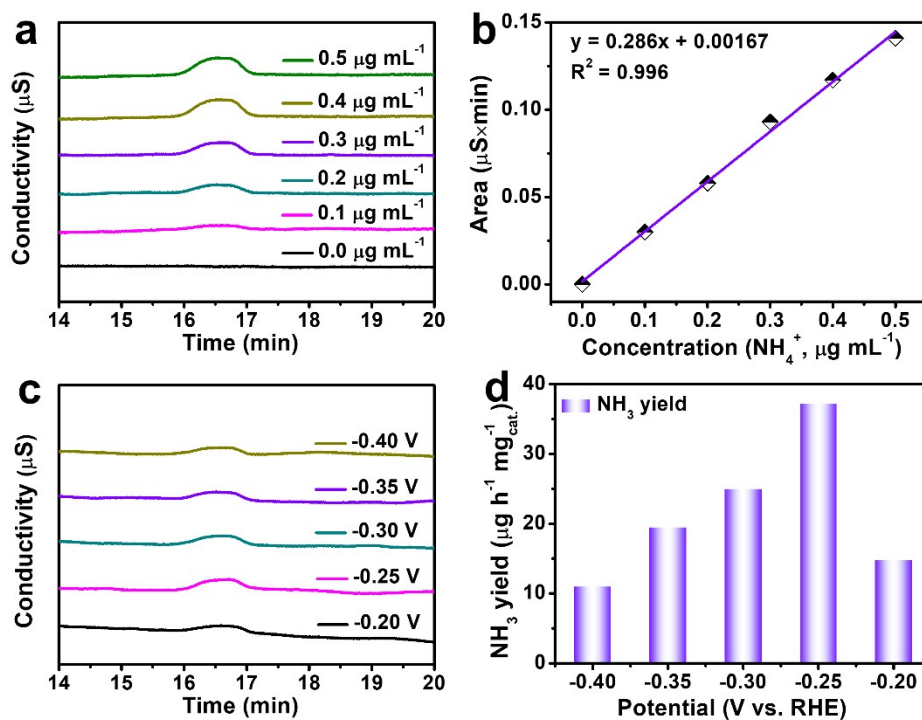 a
0.5 μg mL⁻¹
0.4 μg mL⁻¹
0.3 μg mL⁻¹
0.2 μg mL⁻¹
0.1 μg mL⁻¹
0.0 μg mL⁻¹
Conductivity (μS)
14 15 16 17 18 19 20
Time (min)
b
y = 0.286x + 0.00167
R² = 0.996
0.15
0.10
0.05
0.00
Area (μS×min)
0.0 0.1 0.2 0.3 0.4 0.5
Concentration (NH₄⁺, μg mL⁻¹)
c
-0.40 V
-0.35 V
-0.30 V
-0.25 V
-0.20 V
Conductivity (μS)
14 15 16 17 18 19 20
Time (min)
d
NH₃ yield
40
30
20
10
0
NH₃ yield (μg h⁻¹ mg⁻¹cat.)
-0.40 -0.35 -0.30 -0.25 -0.20
Potential (V vs. RHE)